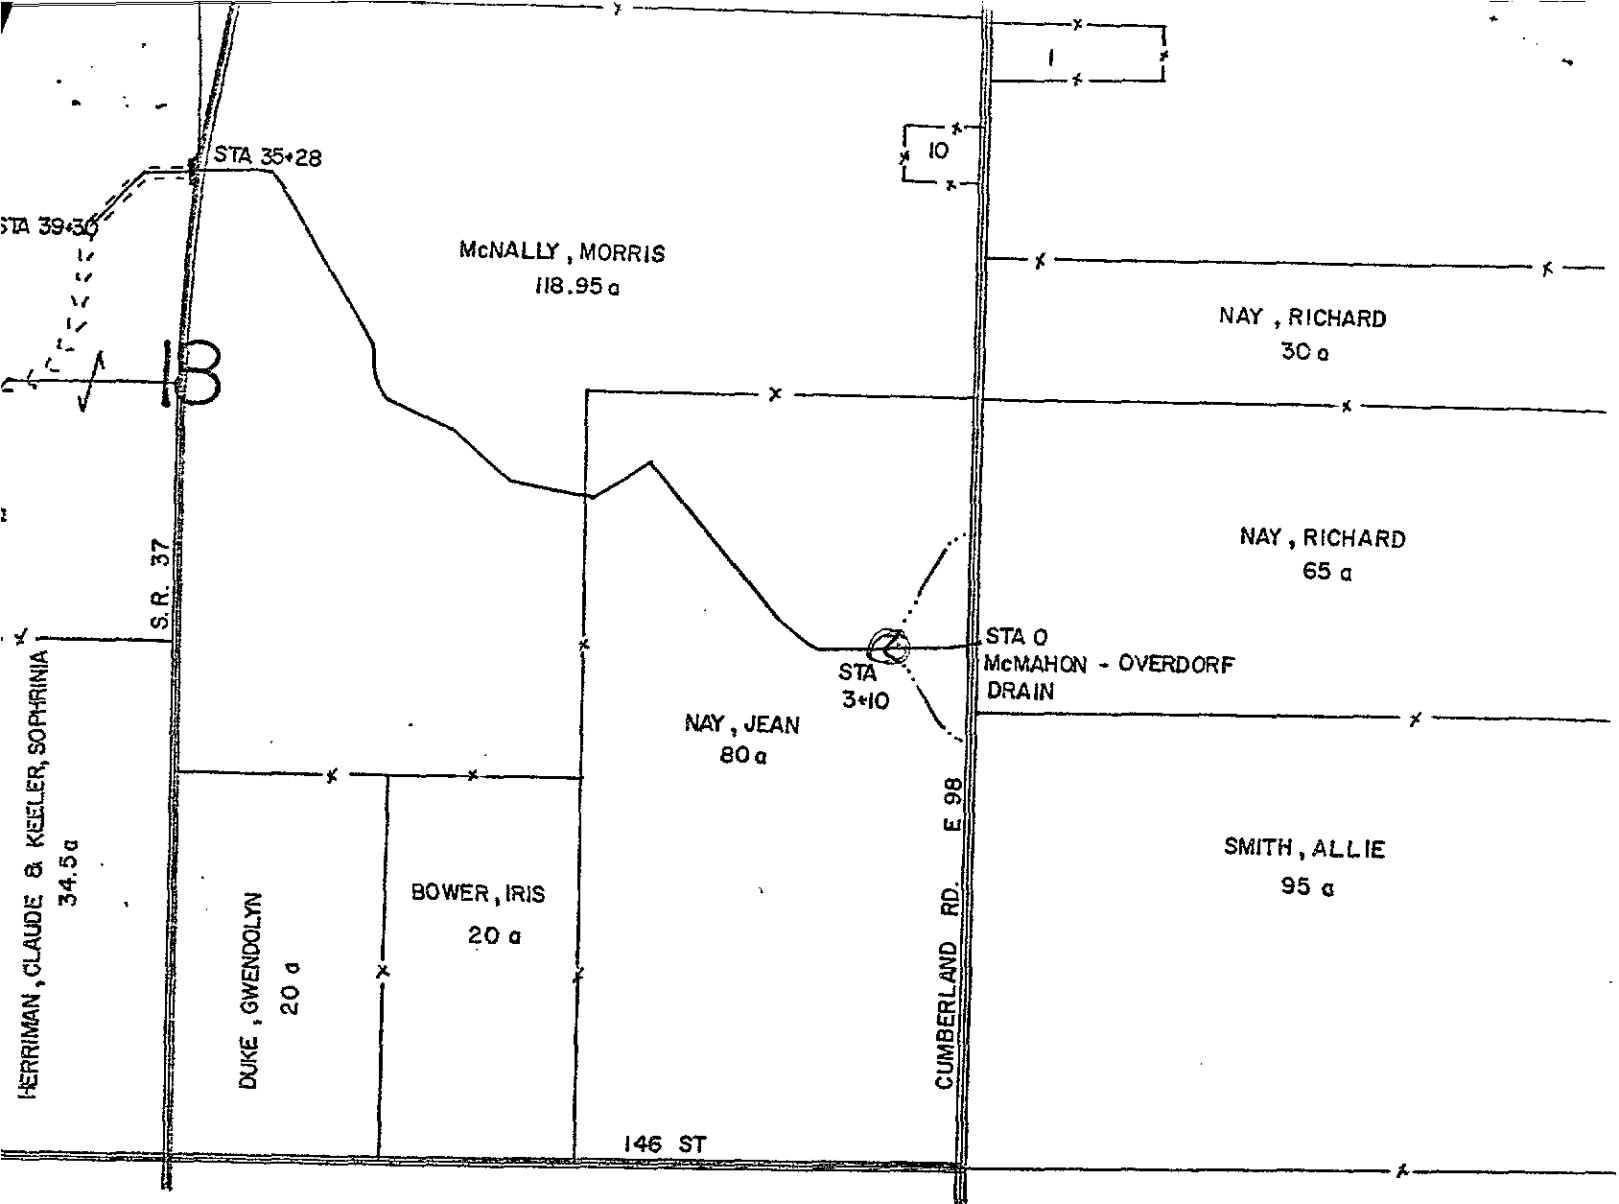 1
10
STA 35+28
STA 39+30
McNALLY, MORRIS
118.95 a
NAY, RICHARD
30 a
13
NAY, RICHARD
65 a
S.R. 37
STA 0
McMAHON - OVERDORF
DRAIN
STA
3+10
NAY, JEAN
80 a
HERRIMAN, CLAUDE & KEELER, SOPHRINIA
34.5 a
DUKE, GWENDOLYN
20 a
BOWER, IRIS
20 a
CUMBERLAND RD. E 98
SMITH, ALLIE
95 a
146 ST